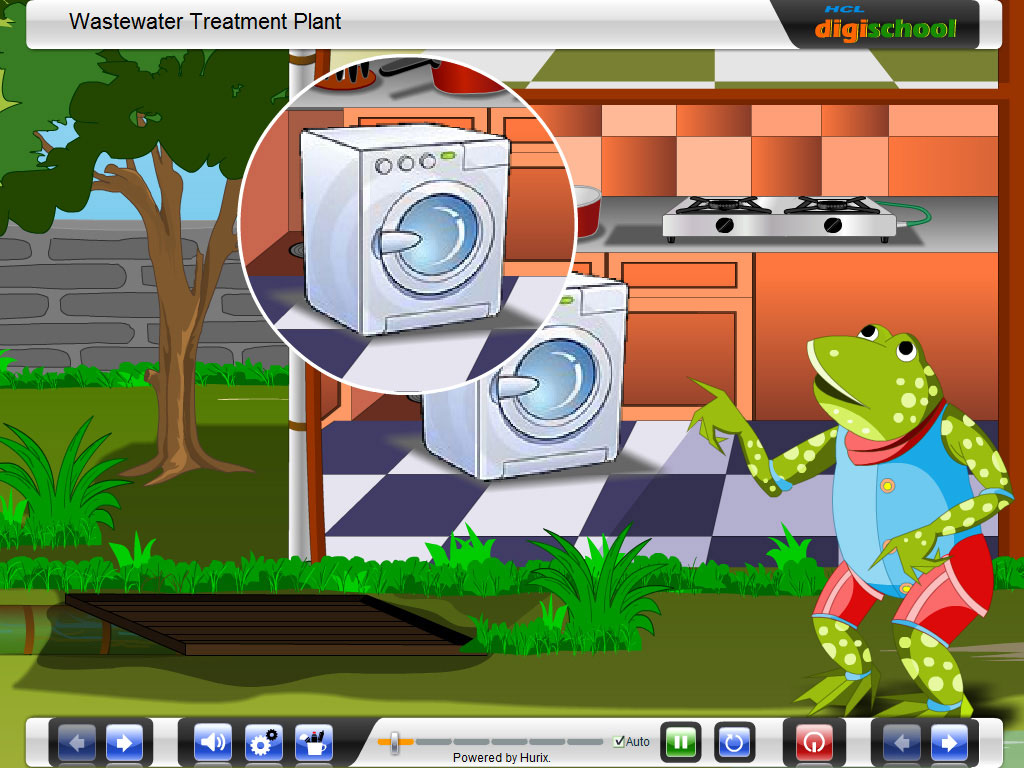 Wastewater Treatment Plant
HCL
digischool
Auto
Powered by Hurix.